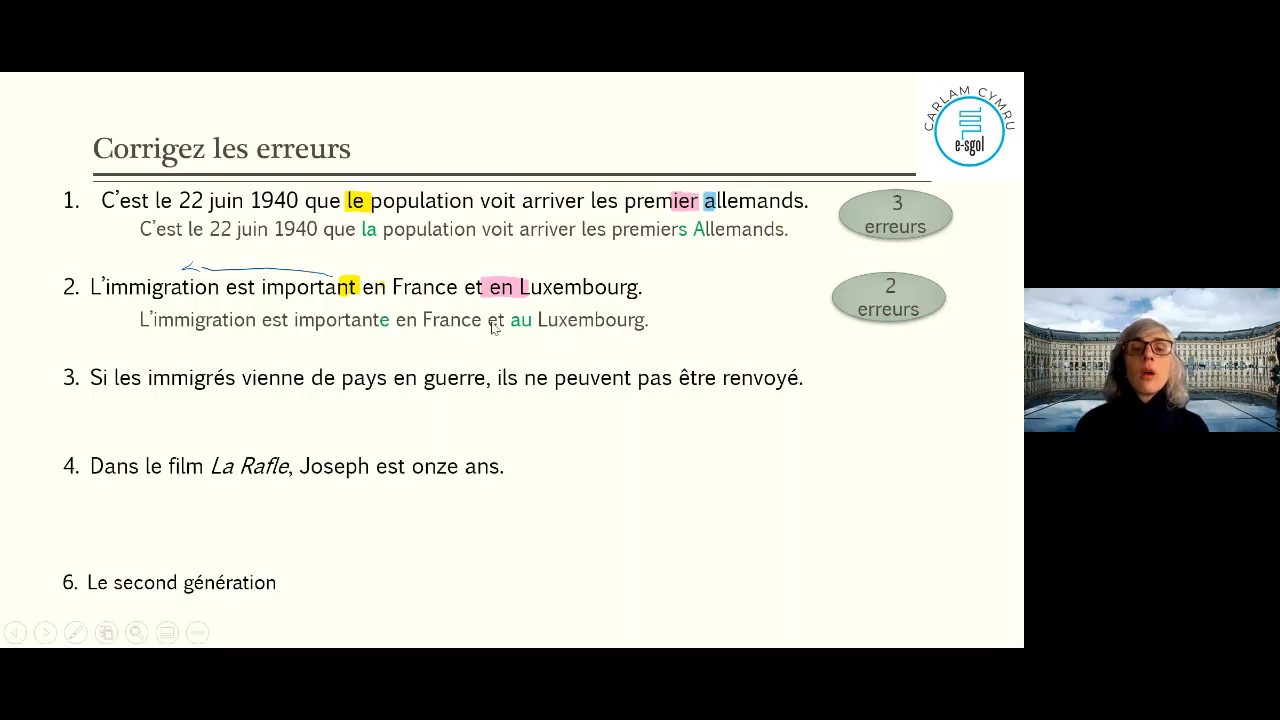 CARLAM CYMRU
e-sgol
Corrigez les erreurs
1. C'est le 22 juin 1940 que le population voit arriver les premier allemands.
C'est le 22 juin 1940 que la population voit arriver les premiers Allemands.
3
erreurs
2. L'immigration est important en France et en Luxembourg.
L'immigration est importante en France et au Luxembourg.
2
erreurs
3. Si les immigrés vienne de pays en guerre, ils ne peuvent pas être renvoyé.
4. Dans le film La Rafle, Joseph est onze ans.
6. Le second génération